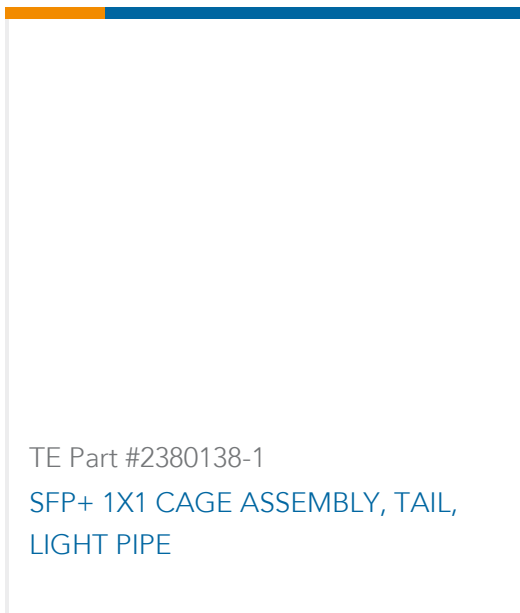 TE Part #2380138-1
SFP+ 1X1 CAGE ASSEMBLY, TAIL,
LIGHT PIPE